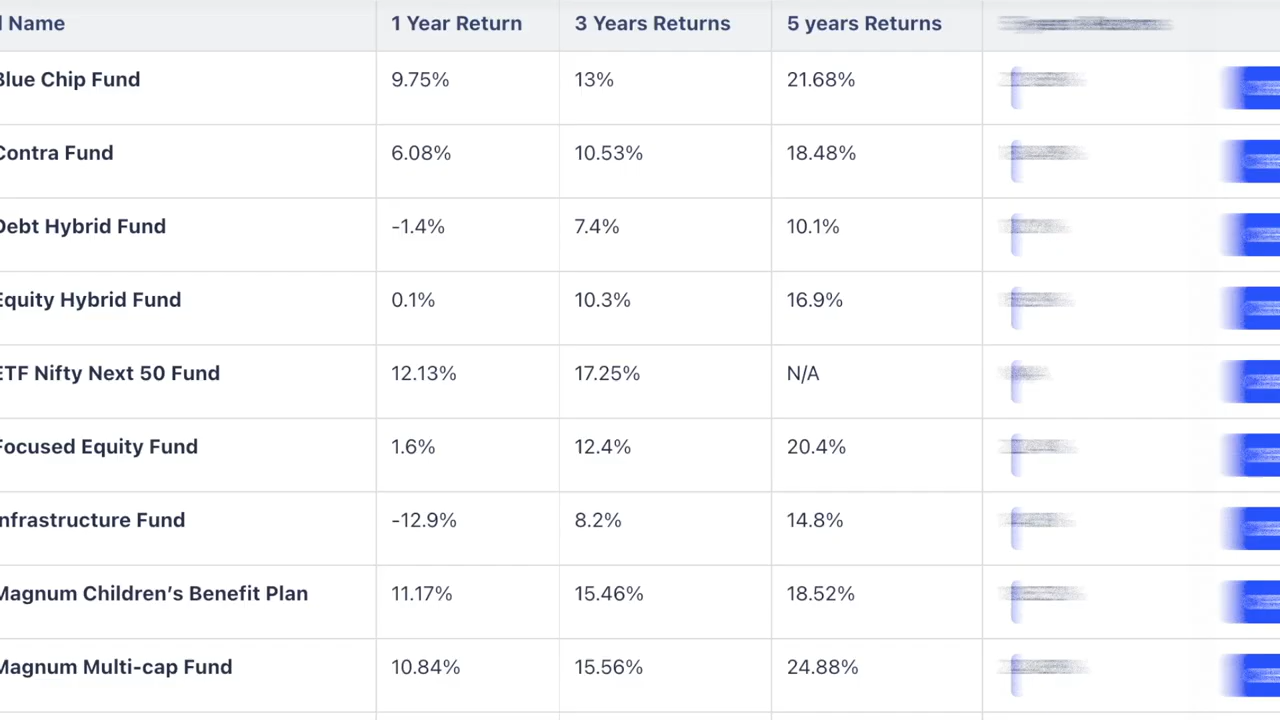 Name 1 Year Return 3 Years Returns 5 years Returns
Blue Chip Fund 9.75% 13% 21.68%
Contra Fund 6.08% 10.53% 18.48%
Debt Hybrid Fund -1.4% 7.4% 10.1%
Equity Hybrid Fund 0.1% 10.3% 16.9%
ETF Nifty Next 50 Fund 12.13% 17.25% N/A
Focused Equity Fund 1.6% 12.4% 20.4%
Infrastructure Fund -12.9% 8.2% 14.8%
Magnum Children’s Benefit Plan 11.17% 15.46% 18.52%
Magnum Multi-cap Fund 10.84% 15.56% 24.88%